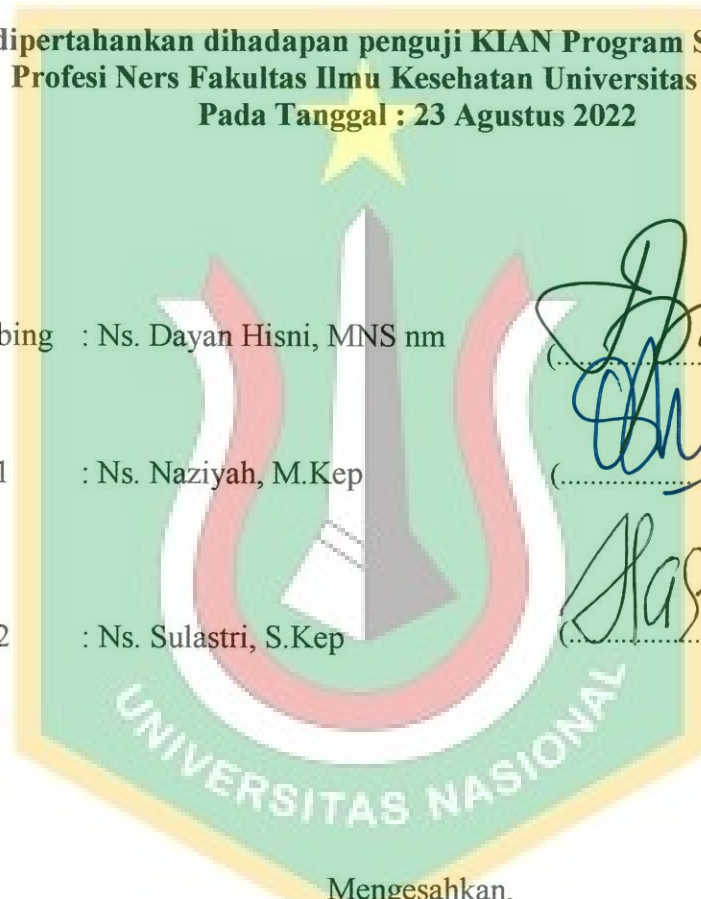 dipertahankan dihadapan penguji KIAN Program S
Profesi Ners Fakultas Ilmu Kesehatan Universitas
Pada Tanggal : 23 Agustus 2022
bing : Ns. Dayan Hisni, MNS nm (....................
1 : Ns. Naziyah, M.Kep (....................
2 : Ns. Sulastri, S.Kep (....................
UNIVERSITAS NASIONAL
Mengesahkan,